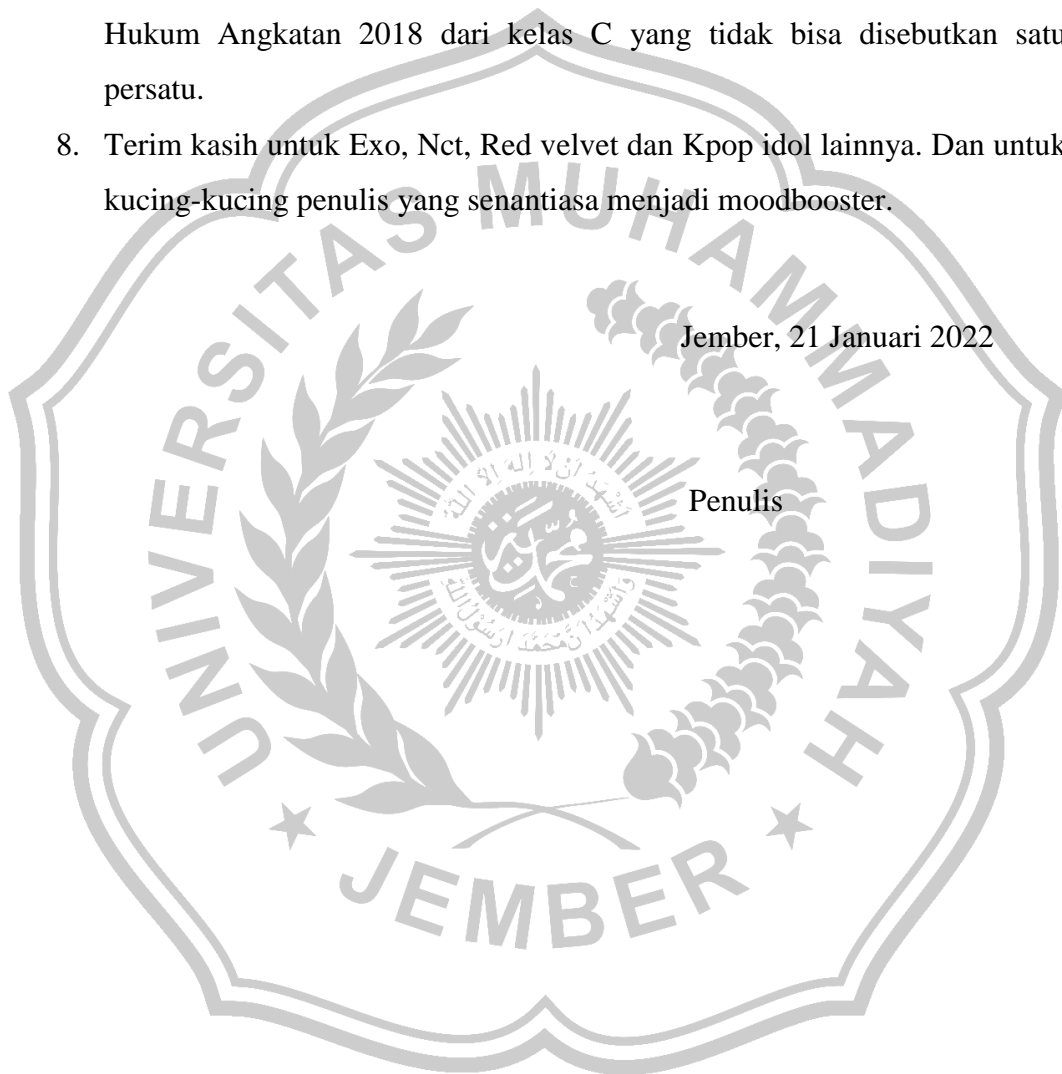 Hukum Angkatan 2018 dari kelas C yang tidak bisa disebutkan satu
persatu.
8. Terim kasih untuk Exo, Nct, Red velvet dan Kpop idol lainnya. Dan untuk
kucing-kucing penulis yang senantiasa menjadi moodbooster.
Jember, 21 Januari 2022
Penulis
UNIVERSITAS MUHAMMADIYAH
JEMBER